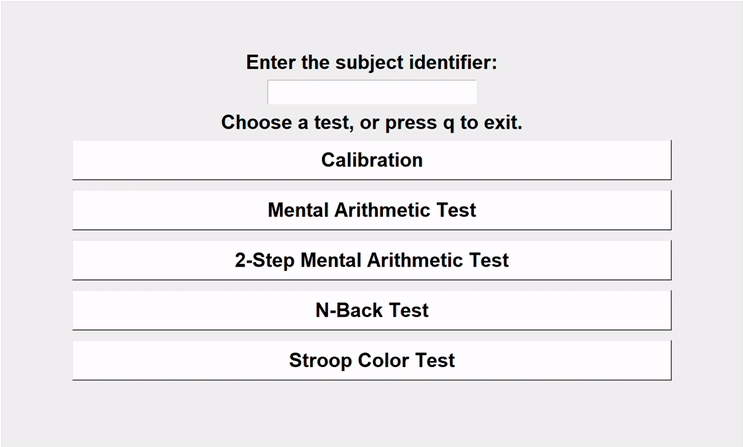 Enter the subject identifier:
Choose a test, or press q to exit.
Calibration
Mental Arithmetic Test
2-Step Mental Arithmetic Test
N-Back Test
Stroop Color Test